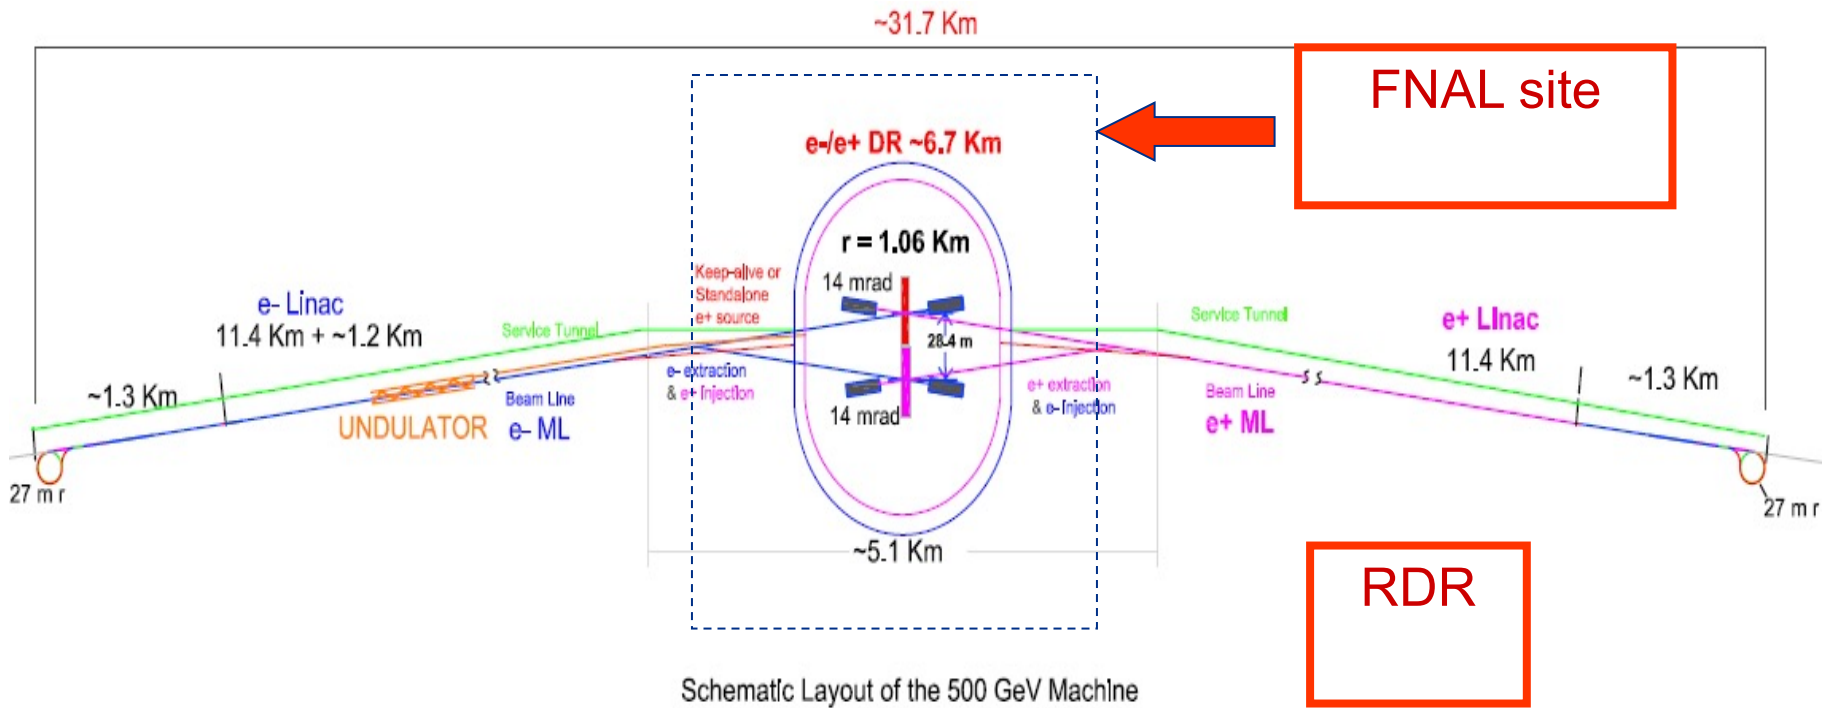 ~31.7 Km
FNAL site
e-/e+ DR ~6.7 Km
r = 1.06 Km
14 mrad
Keep-alive or
Standalone
e+ source
e- Linac
11.4 Km + ~1.2 Km
Service Tunnel
28.4 m
Service Tunnel
e+ Linac
11.4 Km
~1.3 Km
~1.3 Km
e- extraction
& e+ injection
e+ extraction
& e- Injection
Beam Line
e- ML
UNDULATOR
14 mrad
Beam Line
e+ ML
27 m r
27 m r
~5.1 Km
RDR
Schematic Layout of the 500 GeV Machine